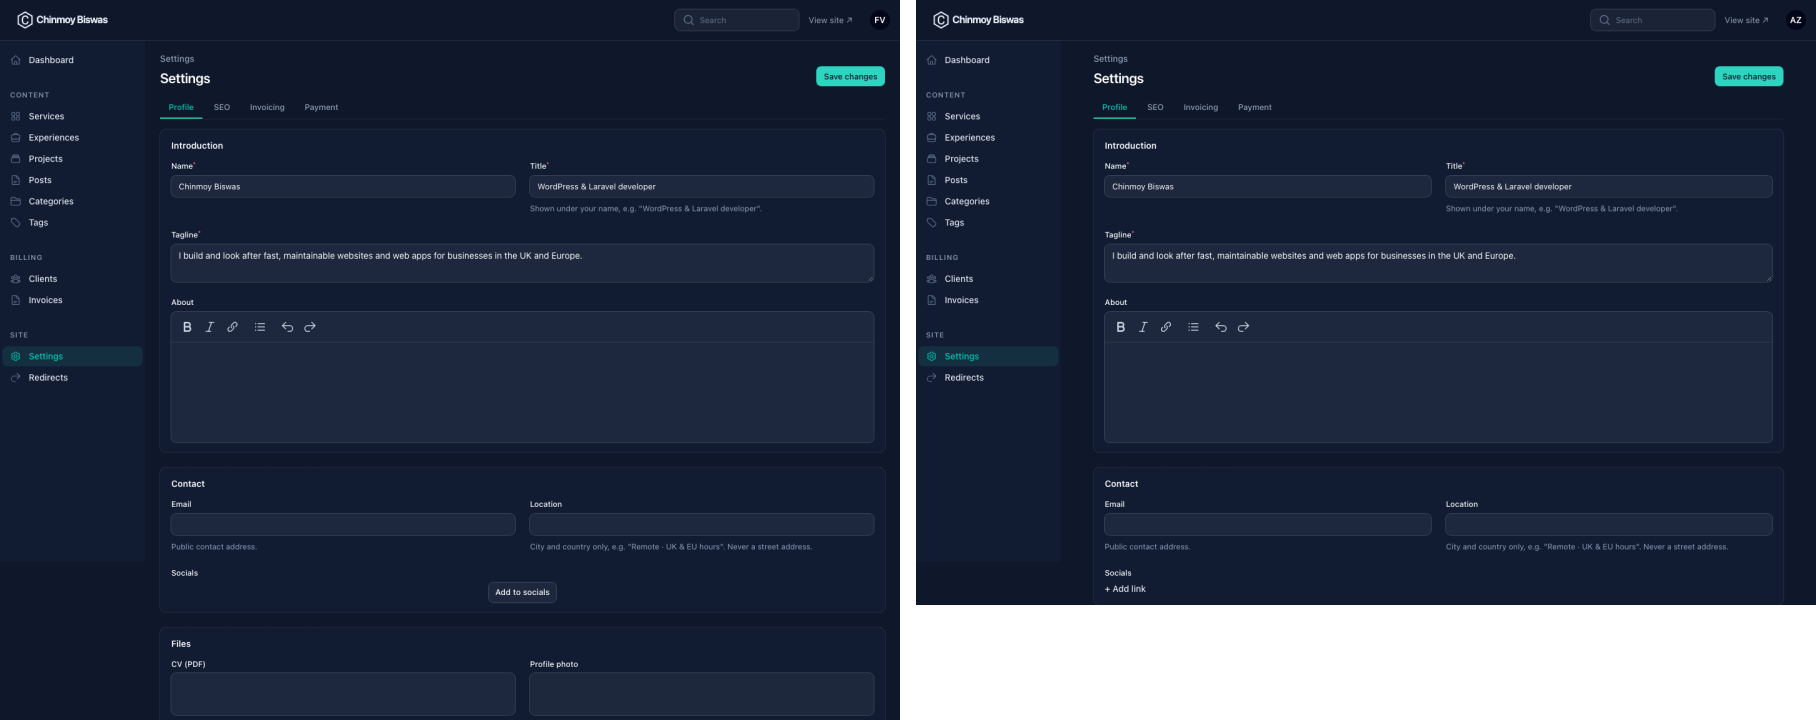 Chinmoy Biswas
Search
View site ↗
FV
Dashboard
CONTENT
Services
Experiences
Projects
Posts
Categories
Tags
BILLING
Clients
Invoices
SITE
Settings
Redirects
Settings
Settings
Save changes
Profile SEO Invoicing Payment
Introduction
Name* Title*
Chinmoy Biswas WordPress & Laravel developer
Shown under your name, e.g. "WordPress & Laravel developer".
Tagline*
I build and look after fast, maintainable websites and web apps for businesses in the UK and Europe.
About
B I
Contact
Email Location
Public contact address. City and country only, e.g. "Remote · UK & EU hours". Never a street address.
Socials
Add to socials
Files
CV (PDF) Profile photo
Chinmoy Biswas
Search
View site ↗
AZ
Dashboard
CONTENT
Services
Experiences
Projects
Posts
Categories
Tags
BILLING
Clients
Invoices
SITE
Settings
Redirects
Settings
Settings
Save changes
Profile SEO Invoicing Payment
Introduction
Name* Title*
Chinmoy Biswas WordPress & Laravel developer
Shown under your name, e.g. "WordPress & Laravel developer".
Tagline*
I build and look after fast, maintainable websites and web apps for businesses in the UK and Europe.
About
B I
Contact
Email Location
Public contact address. City and country only, e.g. "Remote · UK & EU hours". Never a street address.
Socials
+ Add link